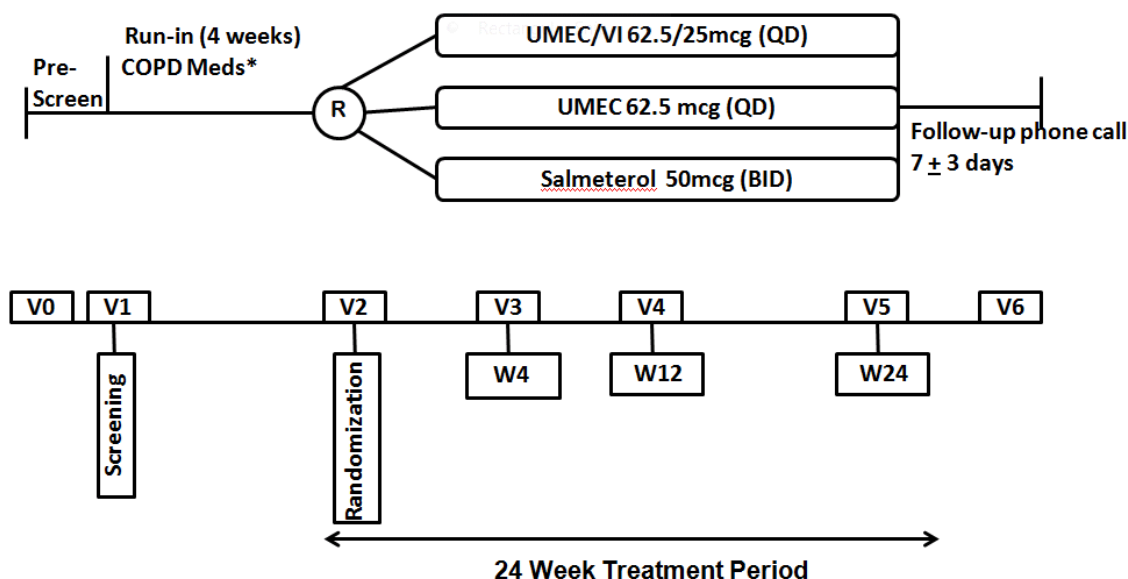 Run-in (4 weeks)
COPD Meds*
Pre-
Screen
R
UMEC/VI 62.5/25mcg (QD)
UMEC 62.5 mcg (QD)
Salmeterol 50mcg (BID)
Follow-up phone call
7 ± 3 days
V0
V1
V2
V3
V4
V5
V6
Screening
Randomization
W4
W12
W24
24 Week Treatment Period